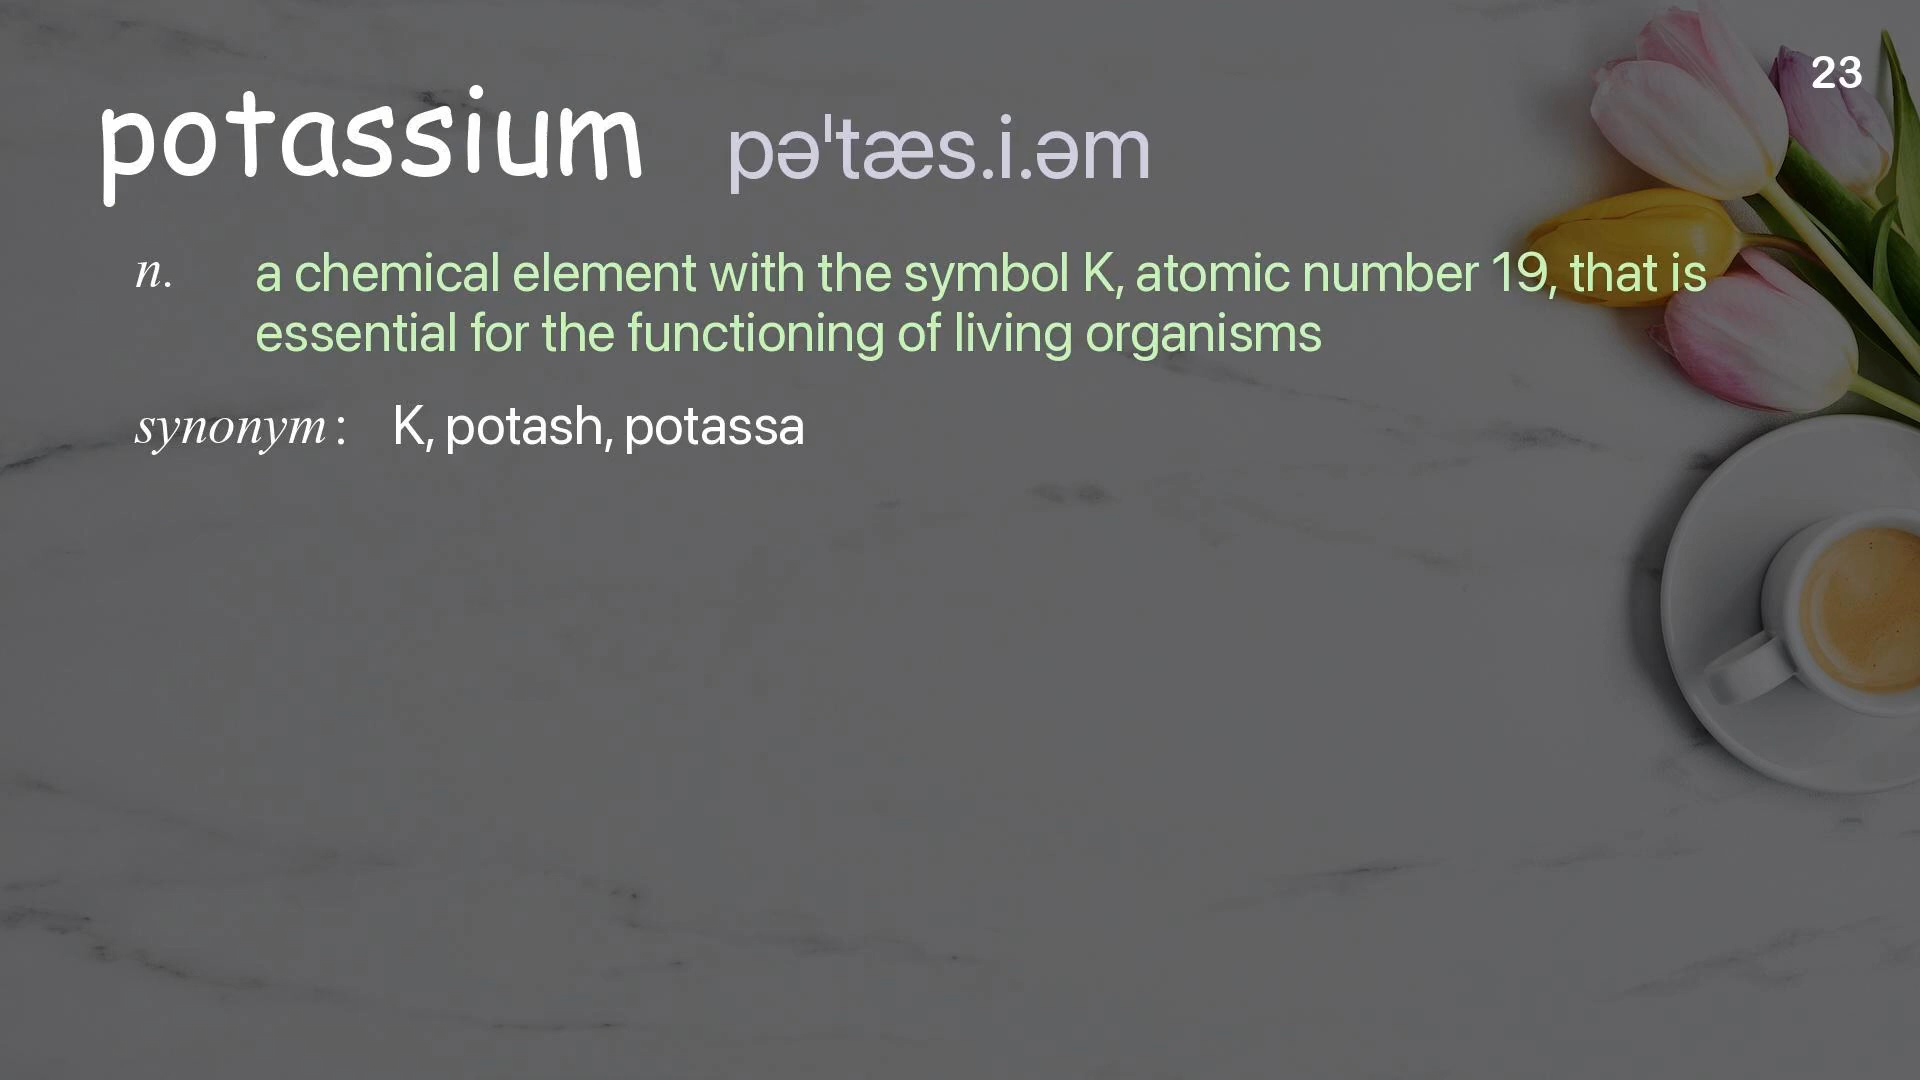 23
potassium pəˈtæs.i.əm
n. a chemical element with the symbol K, atomic number 19, that is
essential for the functioning of living organisms
synonym: K, potash, potassa